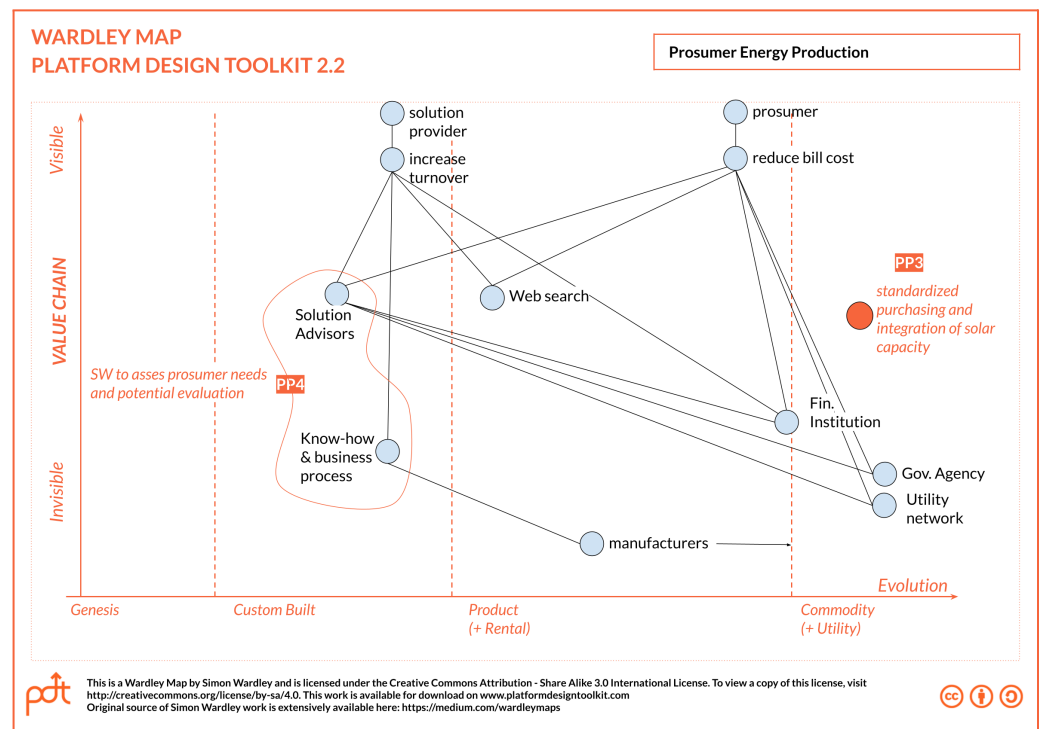 WARDLEY MAP
PLATFORM DESIGN TOOLKIT 2.2
Prosumer Energy Production
Visible
VALUE CHAIN
Invisible
solution
provider
increase
turnover
prosumer
reduce bill cost
Solution
Advisors
Web search
PP3
standardized
purchasing and
integration of solar
capacity
SW to asses prosumer needs
and potential evaluation
PP4
Fin.
Institution
Know-how
& business
process
Gov. Agency
Utility
network
manufacturers
Evolution
Genesis
Custom Built
Product
(+ Rental)
Commodity
(+ Utility)
pdt
This is a Wardley Map by Simon Wardley and is licensed under the Creative Commons Attribution - Share Alike 3.0 International License. To view a copy of this license, visit
http://creativecommons.org/license/by-sa/4.0. This work is available for download on www.platformdesigntoolkit.com
Original source of Simon Wardley work is extensively available here: https://medium.com/wardleymaps
cc